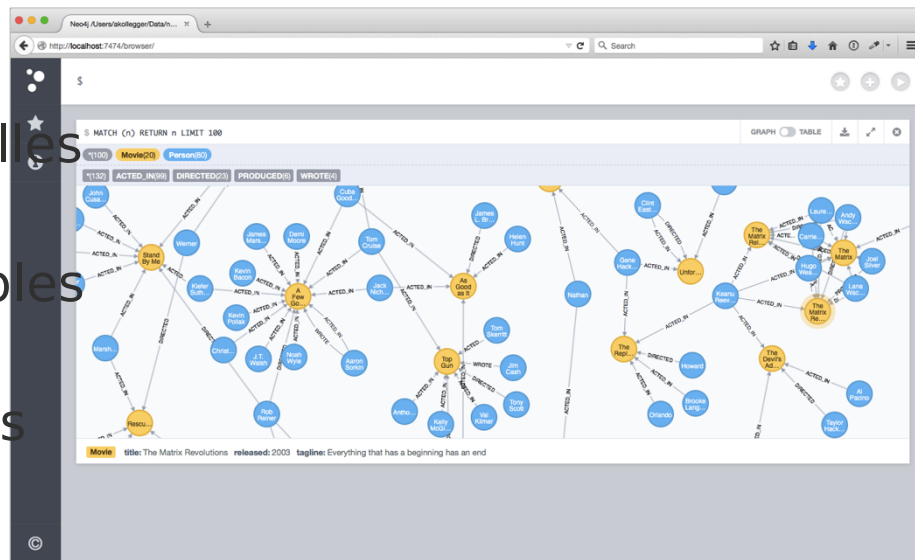 Neo4j /Users/akollegger/Data/n...
http://localhost:7474/browser/
Search
$
$ MATCH (n) RETURN n LIMIT 100
GRAPH TABLE
*(100) Movie(20) Person(80)
*(132) ACTED_IN(99) DIRECTED(23) PRODUCED(6) WROTE(4)
John Cusa...
Cuba Good...
James L. Br...
Clint East...
Laure...
Andy Wac...
James Mars...
Demi Moore
Tom Cruise
Helen Hunt
The Matrix Rel...
Carrie...
The Matrix
Joel Silver
Stand By Me
Werner
Kevin Bacon
Gene Hack...
Unfor...
Hugo Wea...
Lana Wac...
Kiefer Suth...
A Few Go...
Jack Nich...
As Good as It
Nathan
Keanu Reev...
The Matrix Re...
Kevin Pollak
Marsh...
Christ...
J.T. Walsh
Noah Wyle
Aaron Sorkin
Tom Skerritt
Top Gun
Jim Cash
The Repl...
Howard
The Devil's Ad...
Al Pacino
Rescu...
Rob Reiner
Antho...
Kelly McGi...
Val Kilmer
Tony Scott
Orlando
Brooke Lang...
Taylor Hack...
ACTED_IN
DIRECTED
WROTE
Movie title: The Matrix Revolutions released: 2003 tagline: Everything that has a beginning has an end